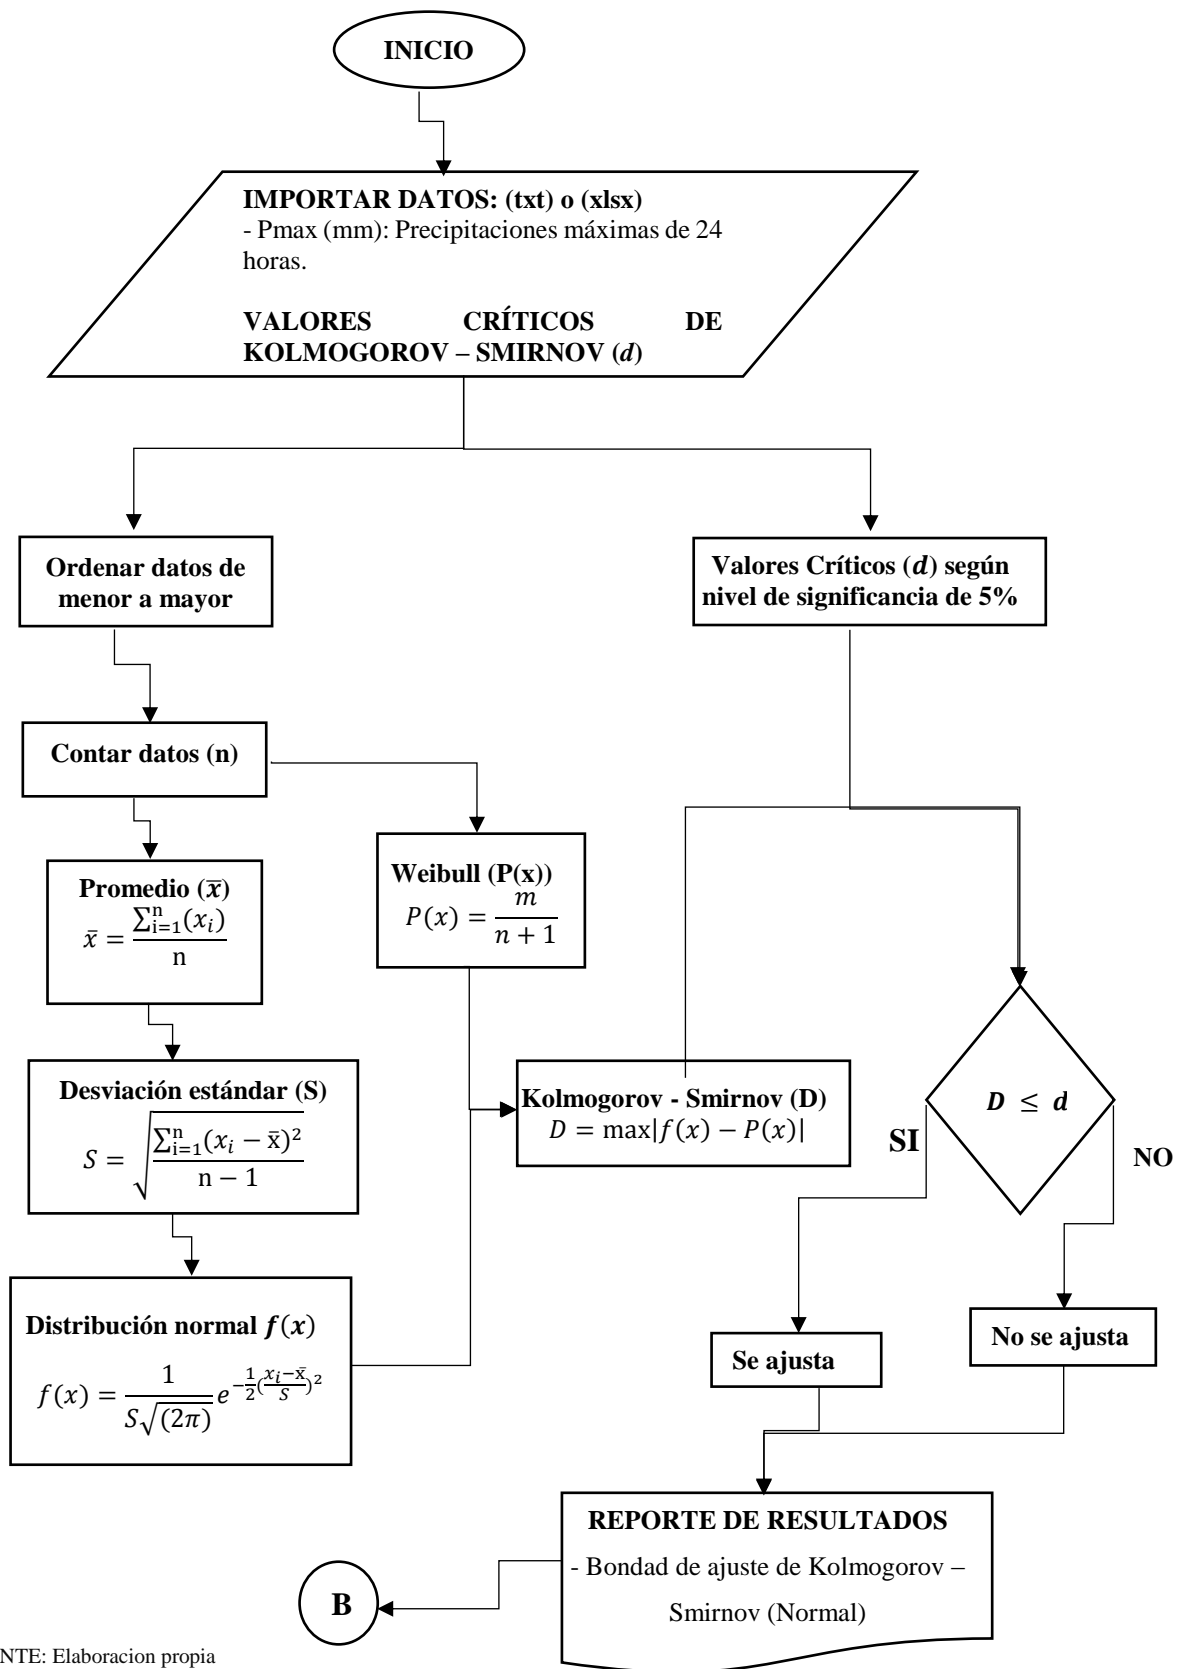 INICIO
IMPORTAR DATOS: (txt) o (xlsx)
- Pmax (mm): Precipitaciones máximas de 24
horas.
VALORES CRÍTICOS DE
KOLMOGOROV – SMIRNOV (d)
Ordenar datos de
menor a mayor
Valores Críticos (d) según
nivel de significancia de 5%
Contar datos (n)
Promedio (x̅)
x̅ = ∑ⁿᵢ₌₁(xᵢ) / n
Weibull (P(x))
P(x) = m / (n + 1)
Desviación estándar (S)
S = √(∑ⁿᵢ₌₁(xᵢ − x̅)² / (n − 1))
Kolmogorov - Smirnov (D)
D = max|f(x) − P(x)|
D ≤ d
SI
NO
Distribución normal f(x)
f(x) = 1 / (S√(2π)) e^(−1/2((xᵢ−x̅)/S)²)
Se ajusta
No se ajusta
REPORTE DE RESULTADOS
- Bondad de ajuste de Kolmogorov –
Smirnov (Normal)
B
NTE: Elaboracion propia